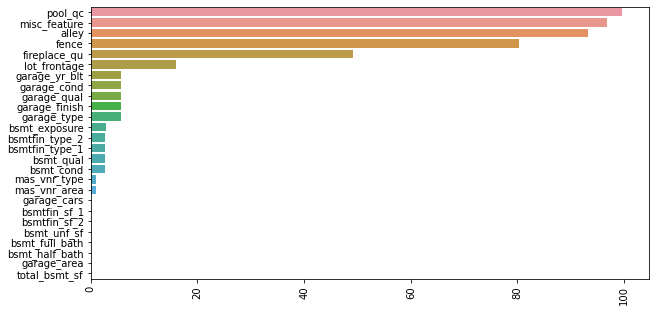 pool_qc
misc_feature
alley
fence
fireplace_qu
lot_frontage
garage_yr_blt
garage_cond
garage_qual
garage_finish
garage_type
bsmt_exposure
bsmtfin_type_2
bsmtfin_type_1
bsmt_qual
bsmt_cond
mas_vnr_type
mas_vnr_area
garage_cars
bsmtfin_sf_1
bsmtfin_sf_2
bsmt_unf_sf
bsmt_full_bath
bsmt_half_bath
garage_area
total_bsmt_sf
0
20
40
60
80
100